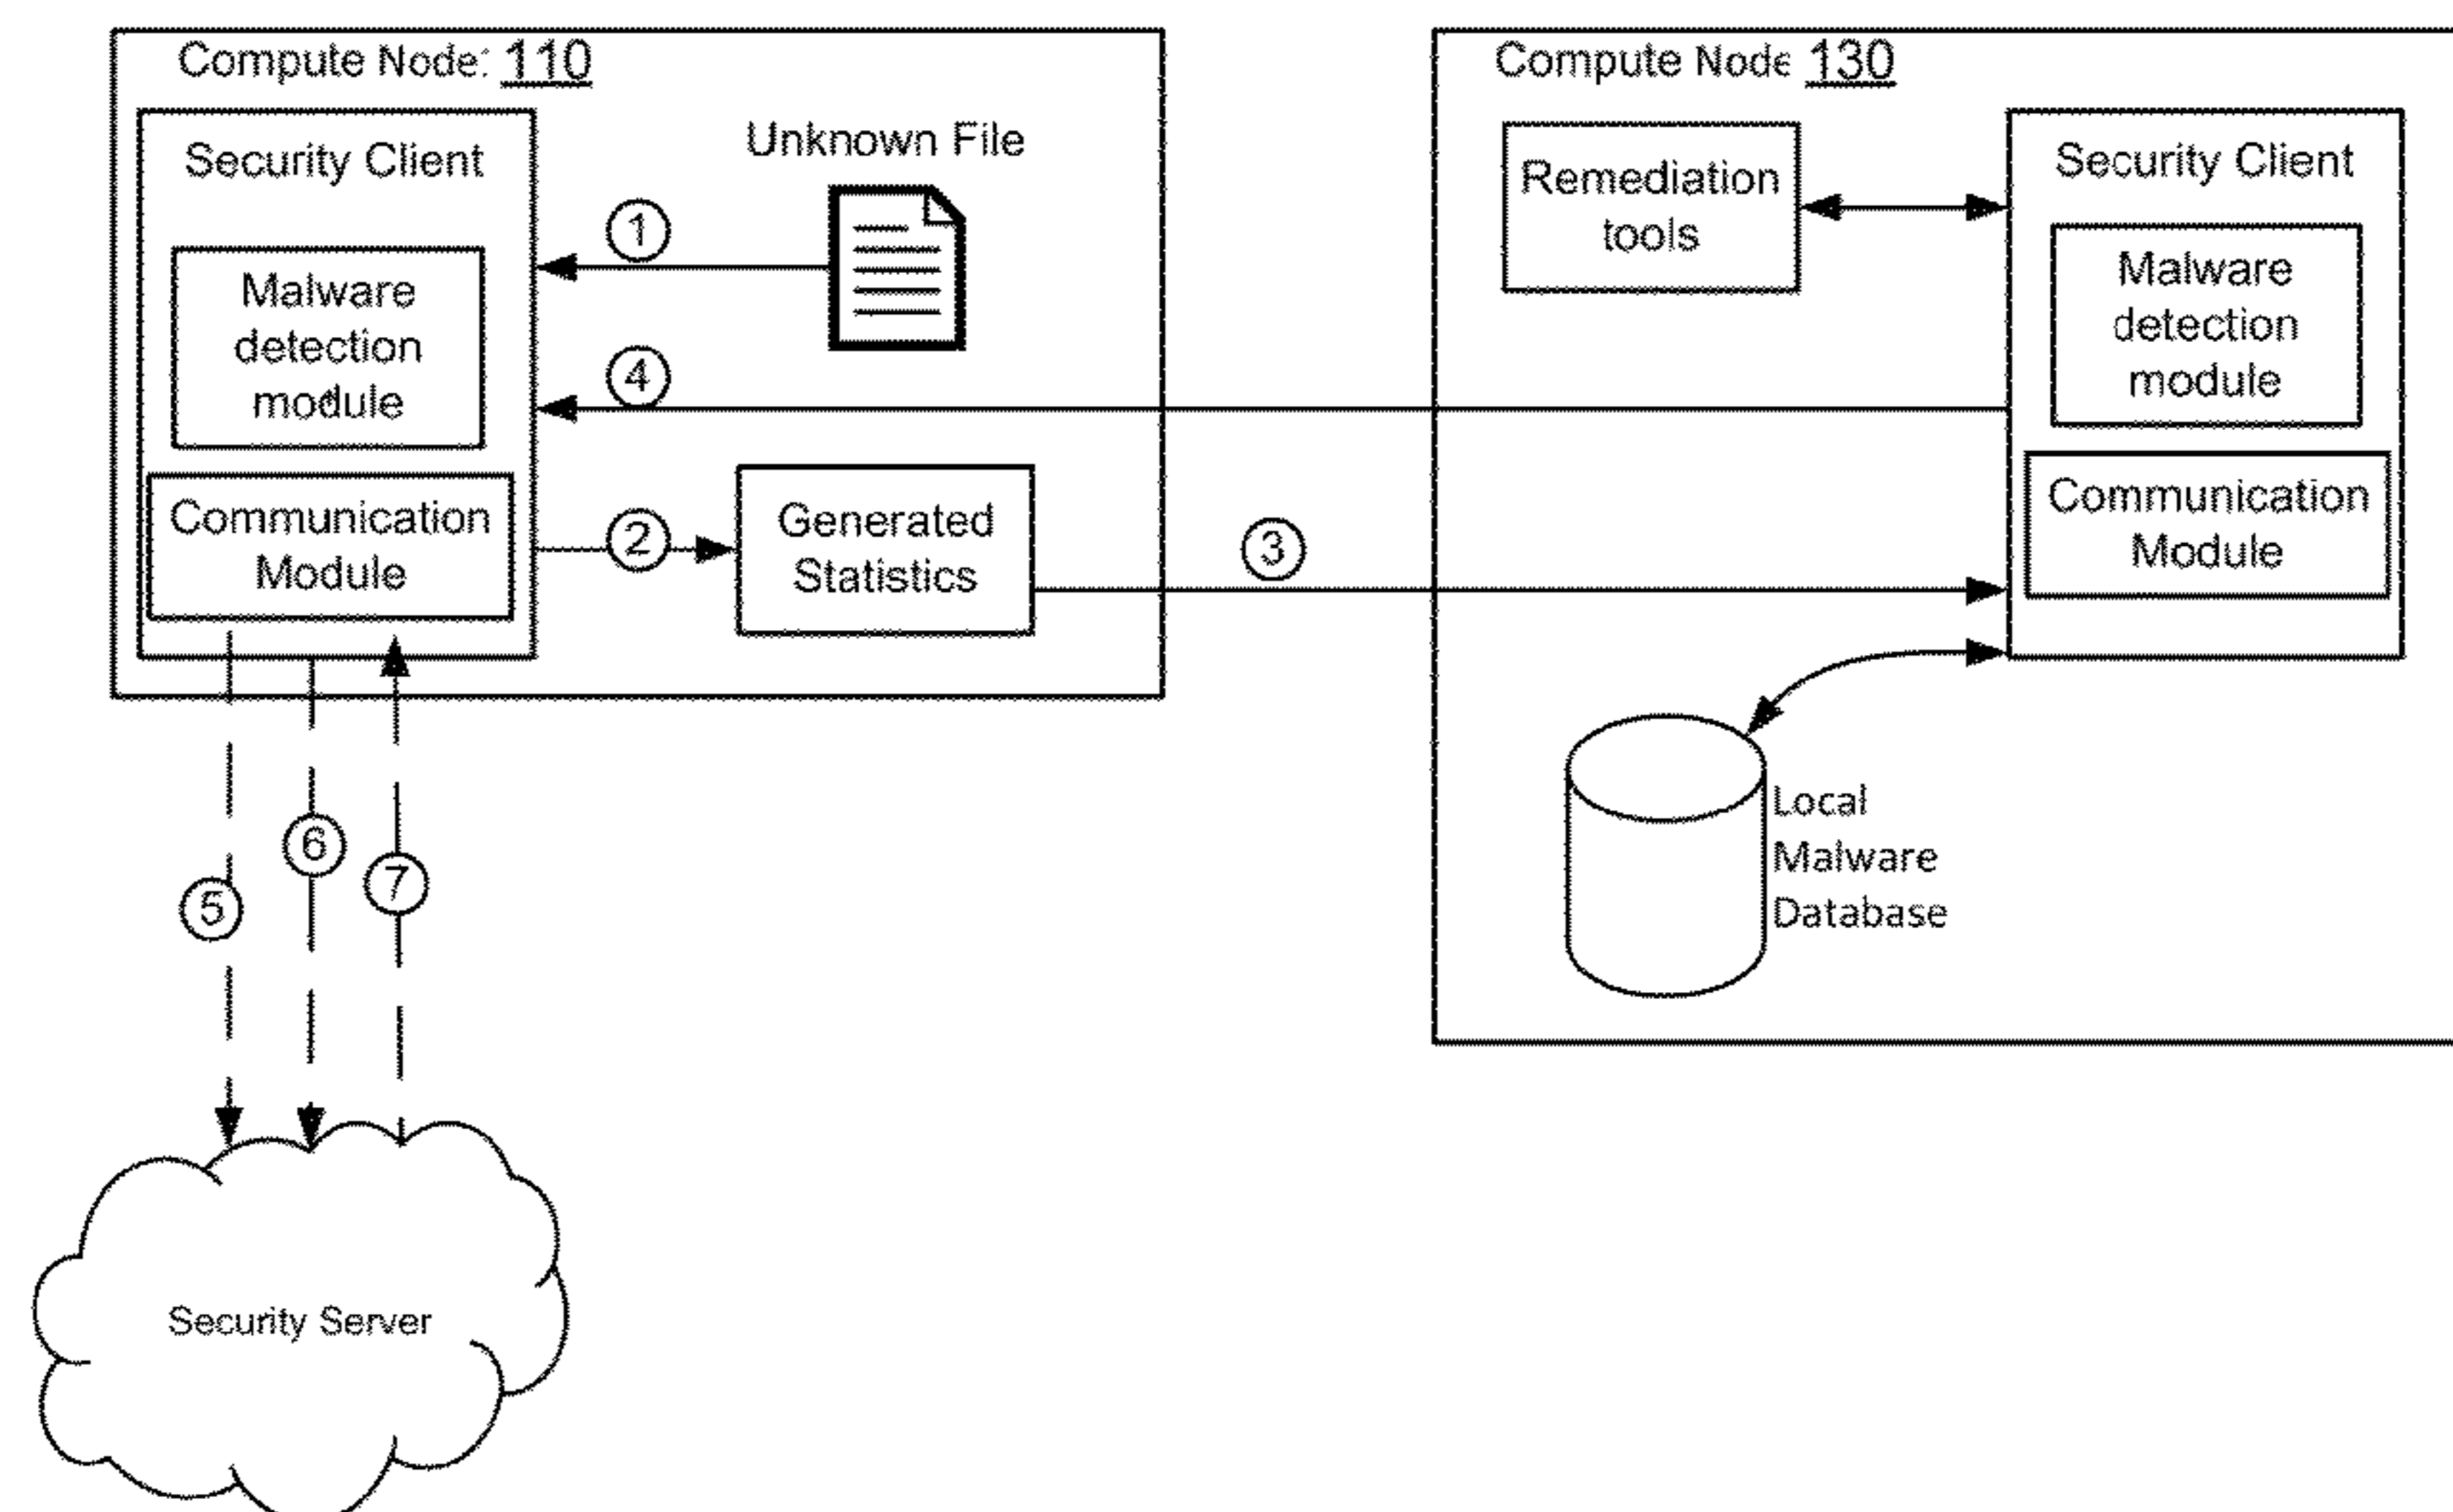 Compute Node: 110
Security Client
Unknown File
1
Malware
detection
module
4
Communication
Module
2
Generated
Statistics
3
Compute Node 130
Remediation
tools
Security Client
Malware
detection
module
Communication
Module
Local
Malware
Database
5
6
7
Security Server